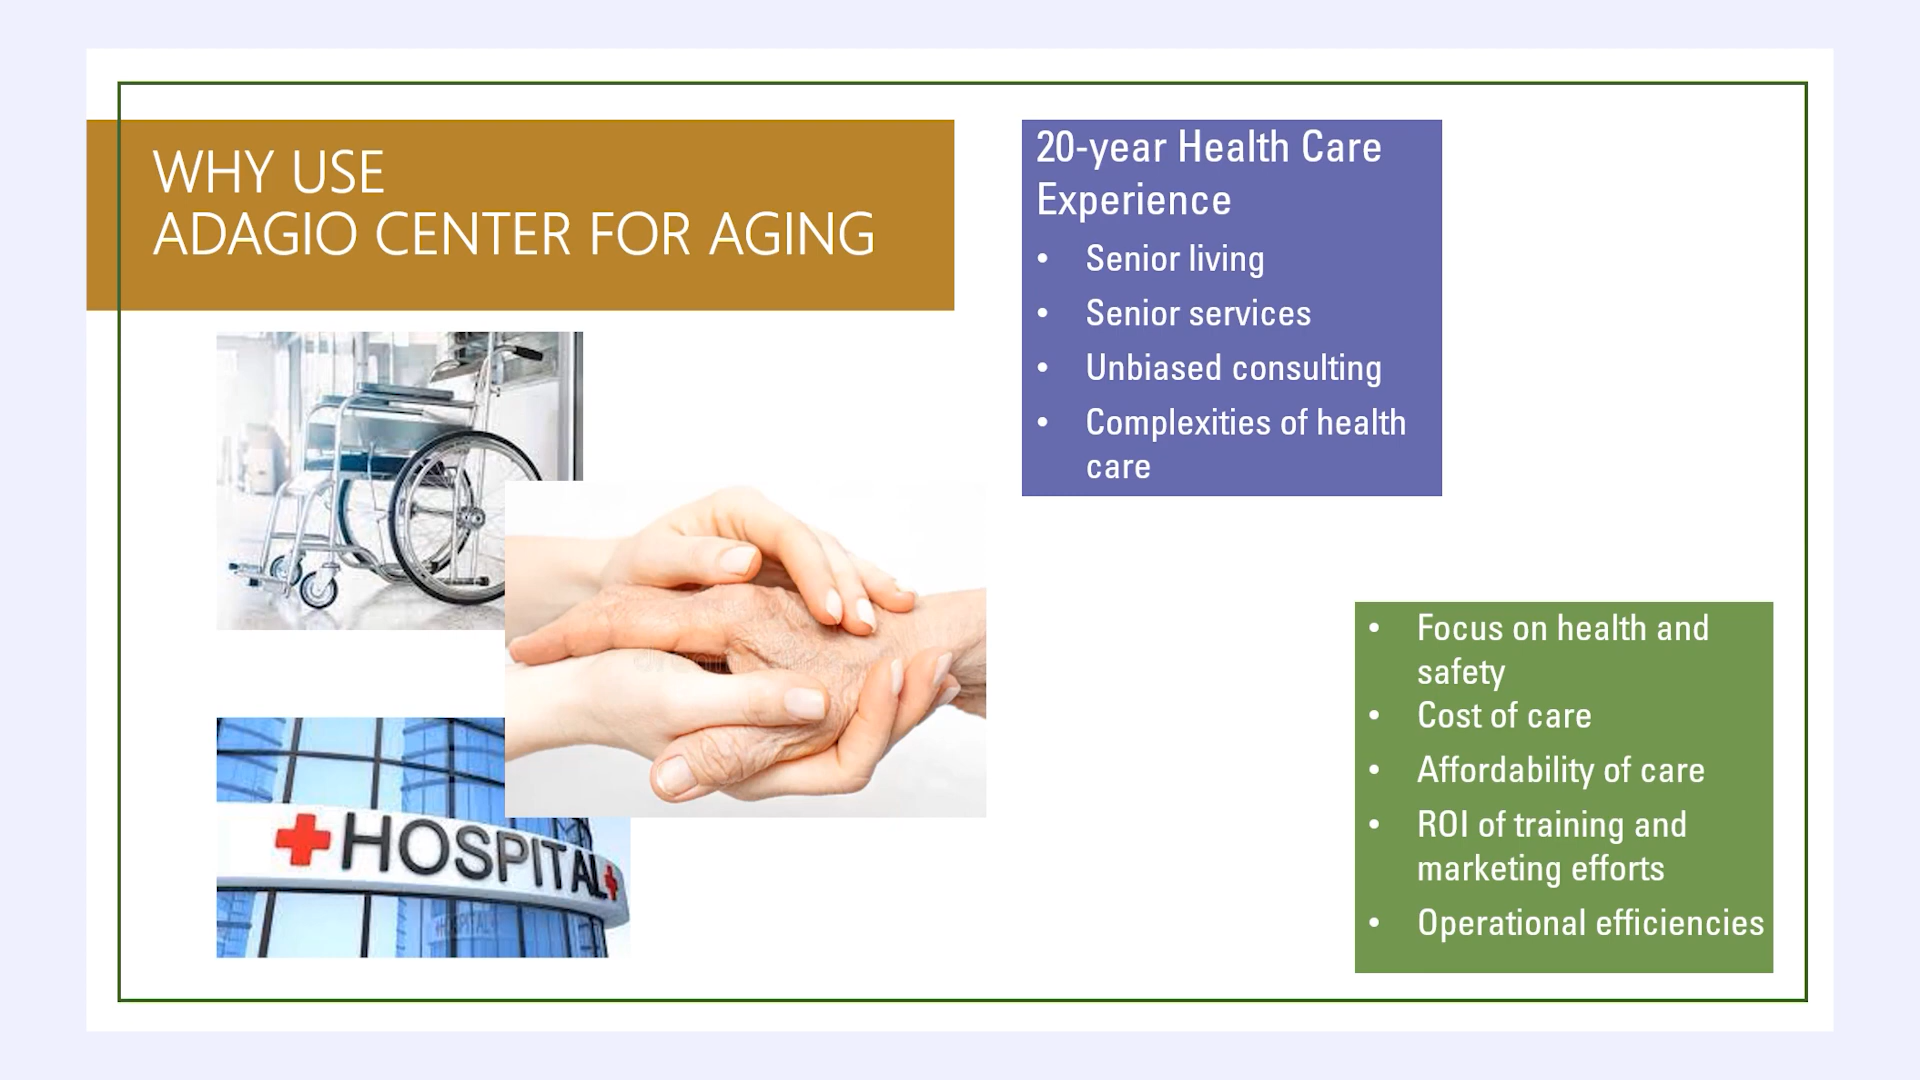 WHY USE
ADAGIO CENTER FOR AGING
20-year Health Care
Experience
• Senior living
• Senior services
• Unbiased consulting
• Complexities of health
care
+HOSPITAL+
• Focus on health and
safety
• Cost of care
• Affordability of care
• ROI of training and
marketing efforts
• Operational efficiencies